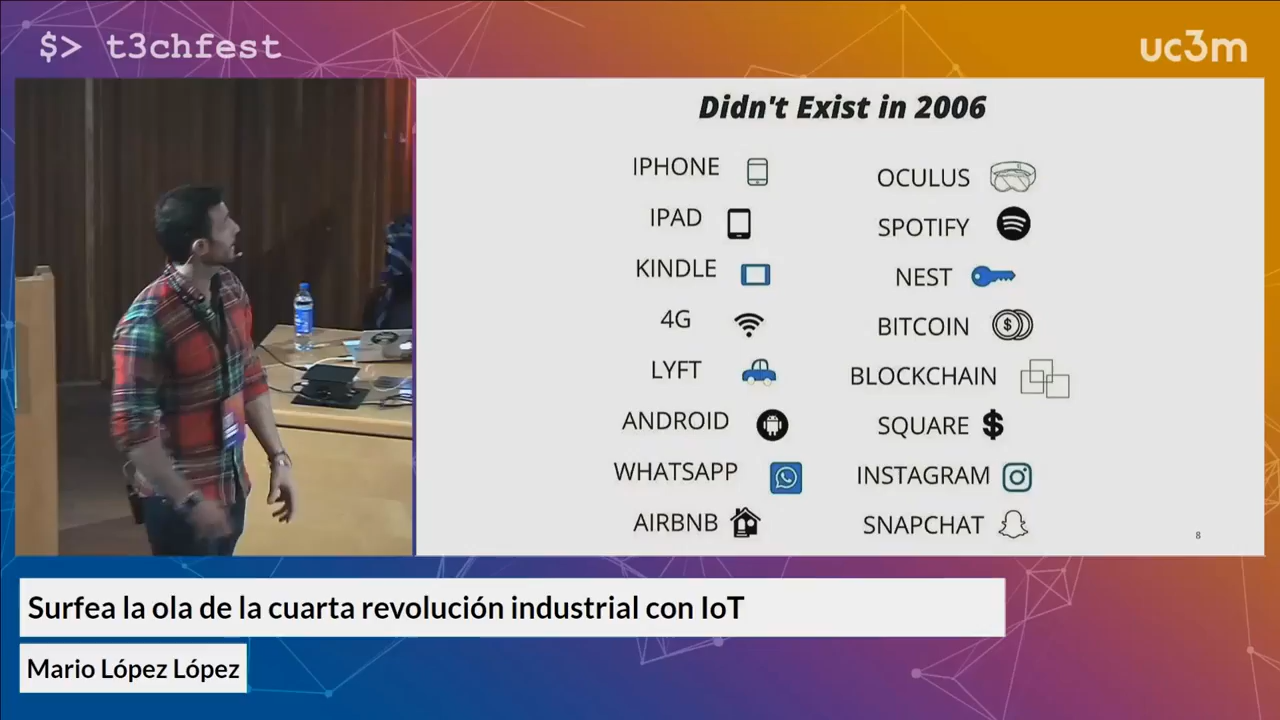 $> t3chfest
uc3m
Didn't Exist in 2006
IPHONE
IPAD
KINDLE
4G
LYFT
ANDROID
WHATSAPP
AIRBNB
OCULUS
SPOTIFY
NEST
BITCOIN
BLOCKCHAIN
SQUARE
INSTAGRAM
SNAPCHAT
8
Surfea la ola de la cuarta revolución industrial con IoT
Mario López López